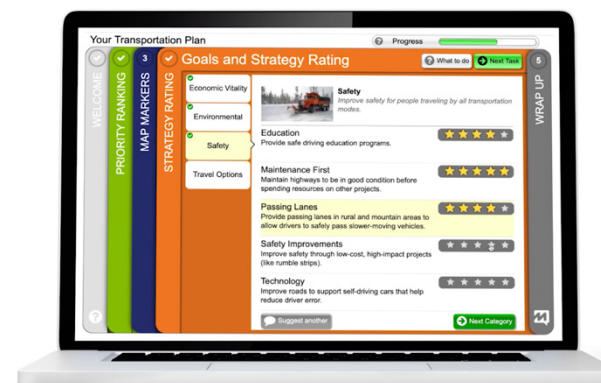 Your Transportation Plan
? Progress
WELCOME
PRIORITY RANKING
3
MAP MARKERS
STRATEGY RATING
Goals and Strategy Rating
? What to do
Next Task
5
WRAP UP
Economic Vitality
Environmental
Safety
Travel Options
Safety
Improve safety for people traveling by all transportation
modes.
Education
Provide safe driving education programs.
Maintenance First
Maintain highways to be in good condition before
spending resources on other projects.
Passing Lanes
Provide passing lanes in rural and mountain areas to
allow drivers to safely pass slower-moving vehicles.
Safety Improvements
Improve safety through low-cost, high-impact projects
(like rumble strips).
Technology
Improve roads to support self-driving cars that help
reduce driver error.
?
Suggest another
Next Category